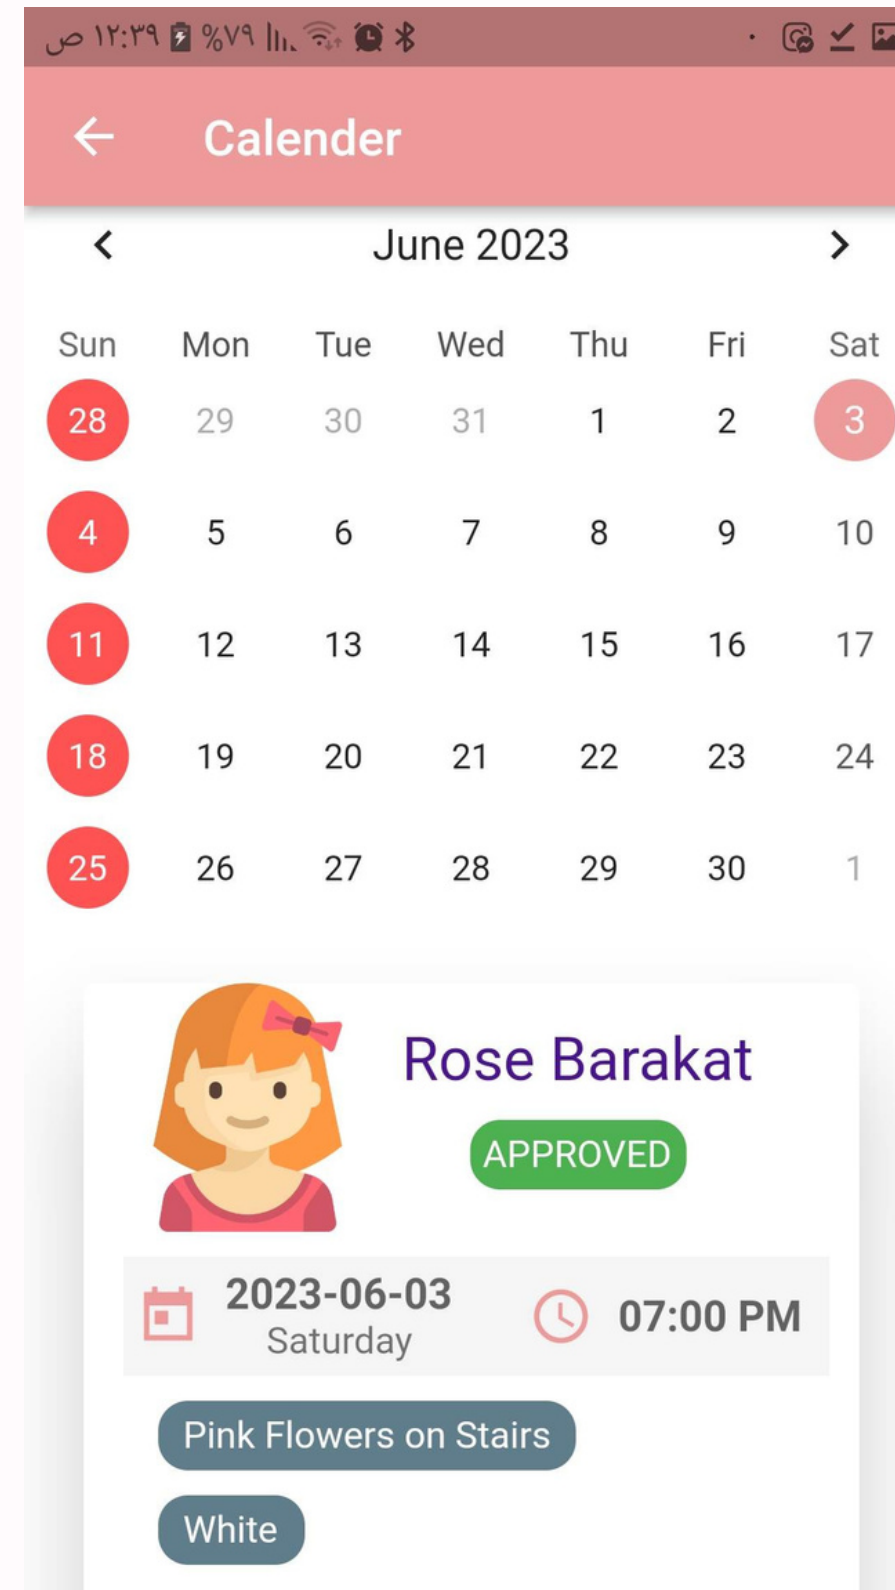 ١٢:٣٩ ص %٧٩
Calender
June 2023
Sun Mon Tue Wed Thu Fri Sat
28 29 30 31 1 2 3
4 5 6 7 8 9 10
11 12 13 14 15 16 17
18 19 20 21 22 23 24
25 26 27 28 29 30 1
Rose Barakat
APPROVED
2023-06-03 07:00 PM
Saturday
Pink Flowers on Stairs
White